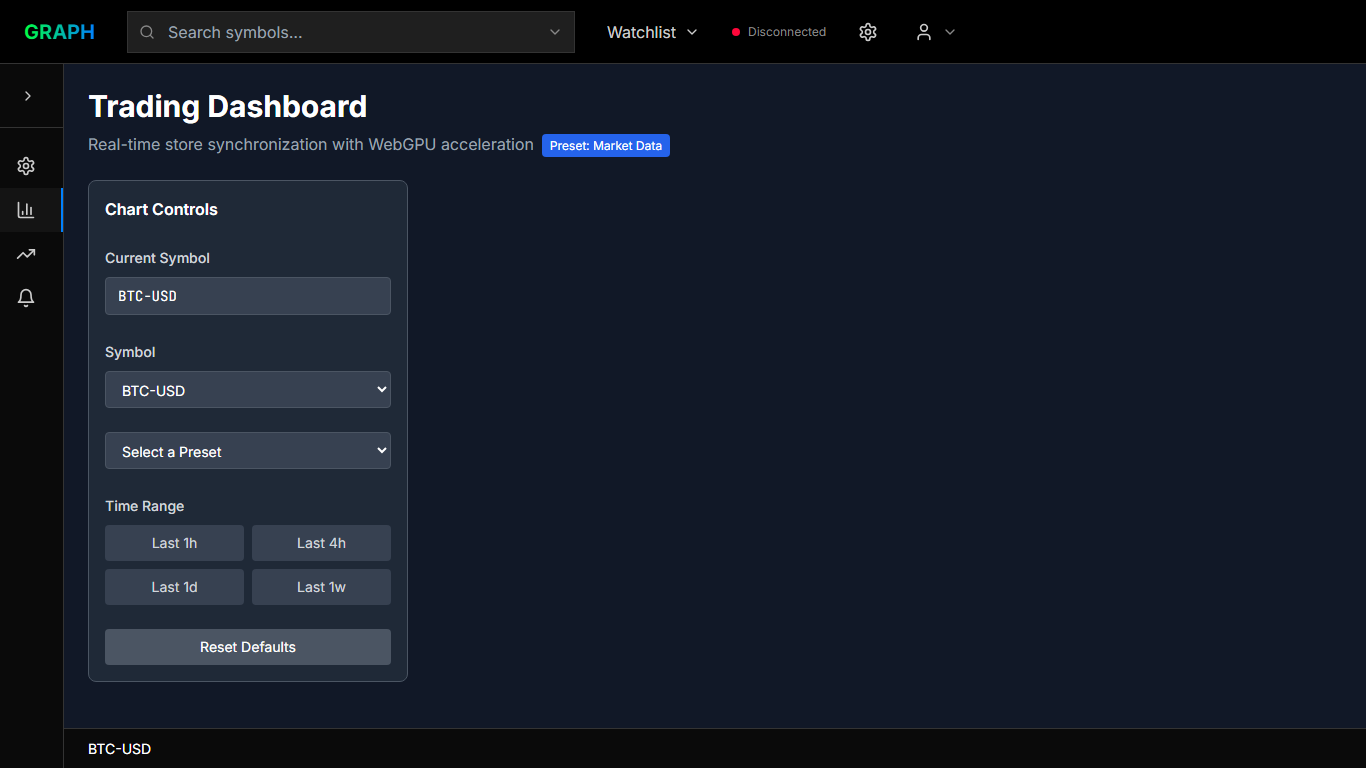 GRAPH
Search symbols...
Watchlist
Disconnected
Trading Dashboard
Real-time store synchronization with WebGPU acceleration
Preset: Market Data
Chart Controls
Current Symbol
BTC-USD
Symbol
BTC-USD
Select a Preset
Time Range
Last 1h
Last 4h
Last 1d
Last 1w
Reset Defaults
BTC-USD